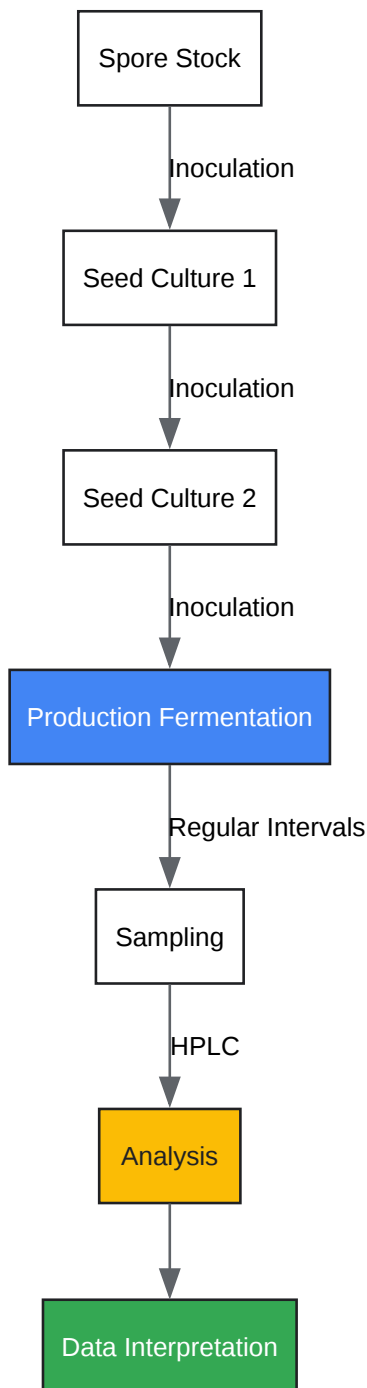 Spore Stock
Inoculation
Seed Culture 1
Inoculation
Seed Culture 2
Inoculation
Production Fermentation
Regular Intervals
Sampling
HPLC
Analysis
Data Interpretation